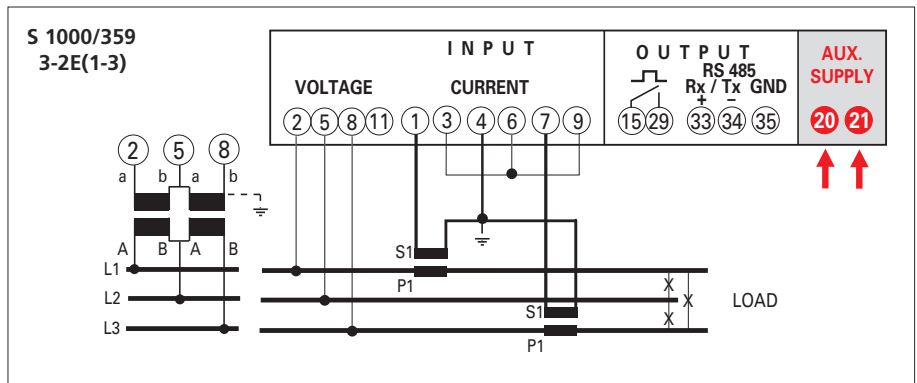 S 1000/359
3-2E(1-3)
INPUT
VOLTAGE
CURRENT
2 5 8 11 1 3 4 6 7 9
OUTPUT
RS 485
Rx / Tx GND
+ −
15 29 33 34 35
AUX.
SUPPLY
20 21
2 5 8
a b a b
A B A B
L1
L2
L3
S1
P1
S1
P1
X
X
X
LOAD